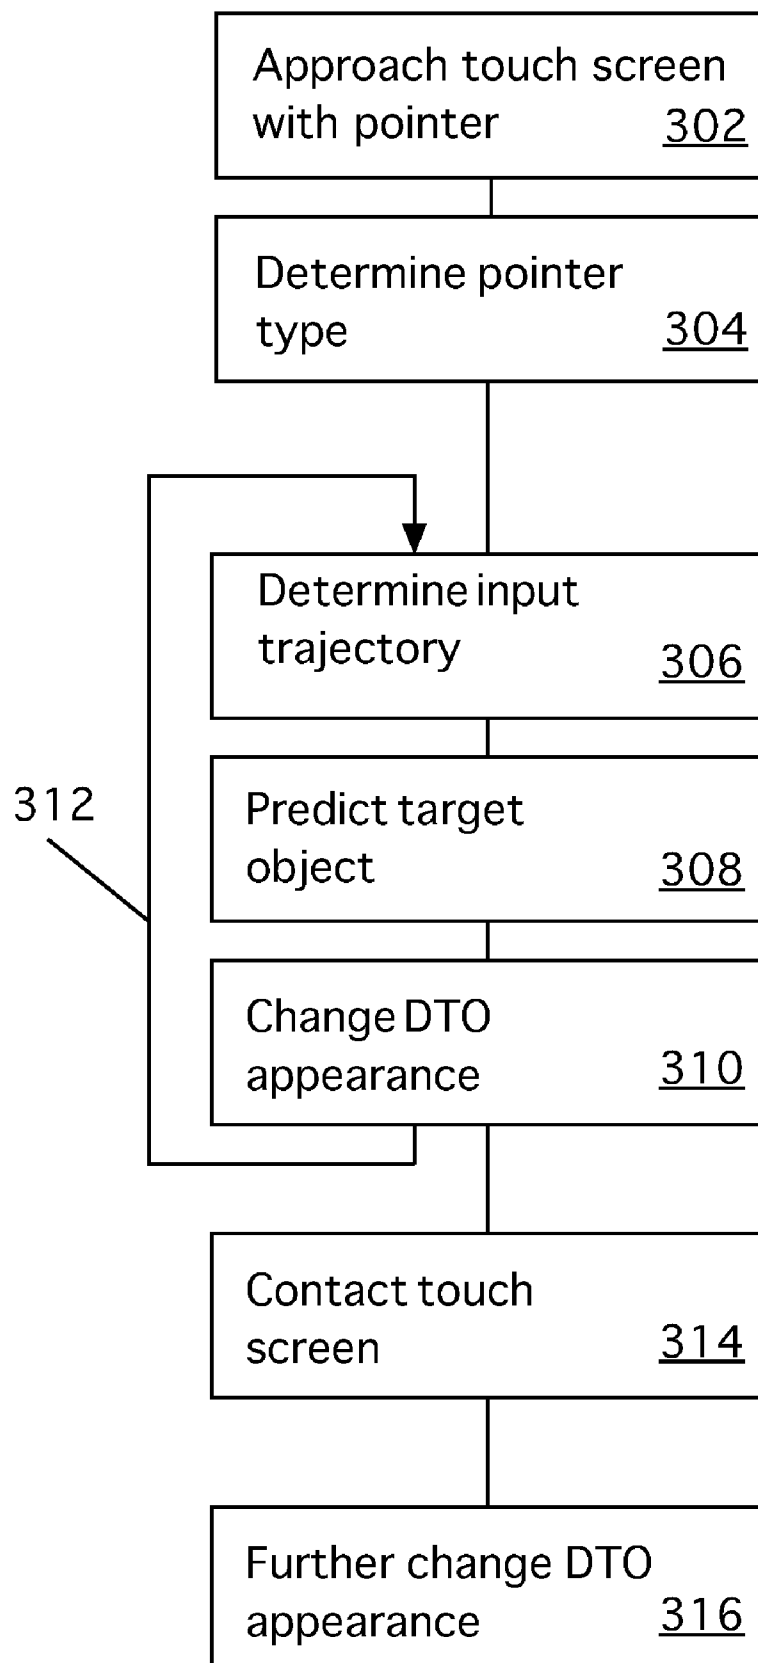 Approach touch screen
with pointer 302
Determine pointer
type 304
Determine input
trajectory 306
312
Predict target
object 308
Change DTO
appearance 310
Contact touch
screen 314
Further change DTO
appearance 316